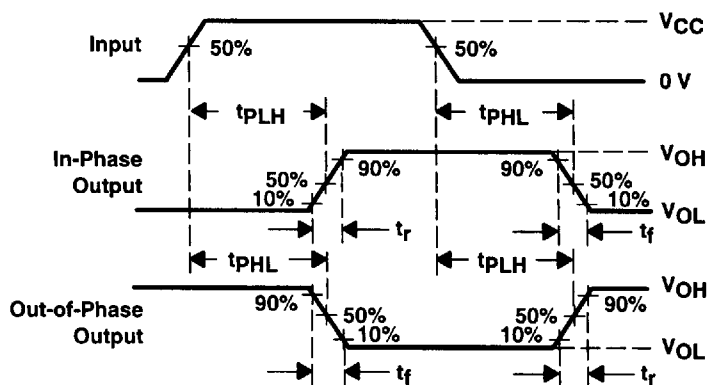 VCC
Input
50%
50%
0 V
tPLH
tPHL
In-Phase
Output
VOH
90%
90%
50%
50%
10%
10%
VOL
tr
tf
tPHL
tPLH
Out-of-Phase
Output
VOH
90%
90%
50%
50%
10%
10%
VOL
tf
tr